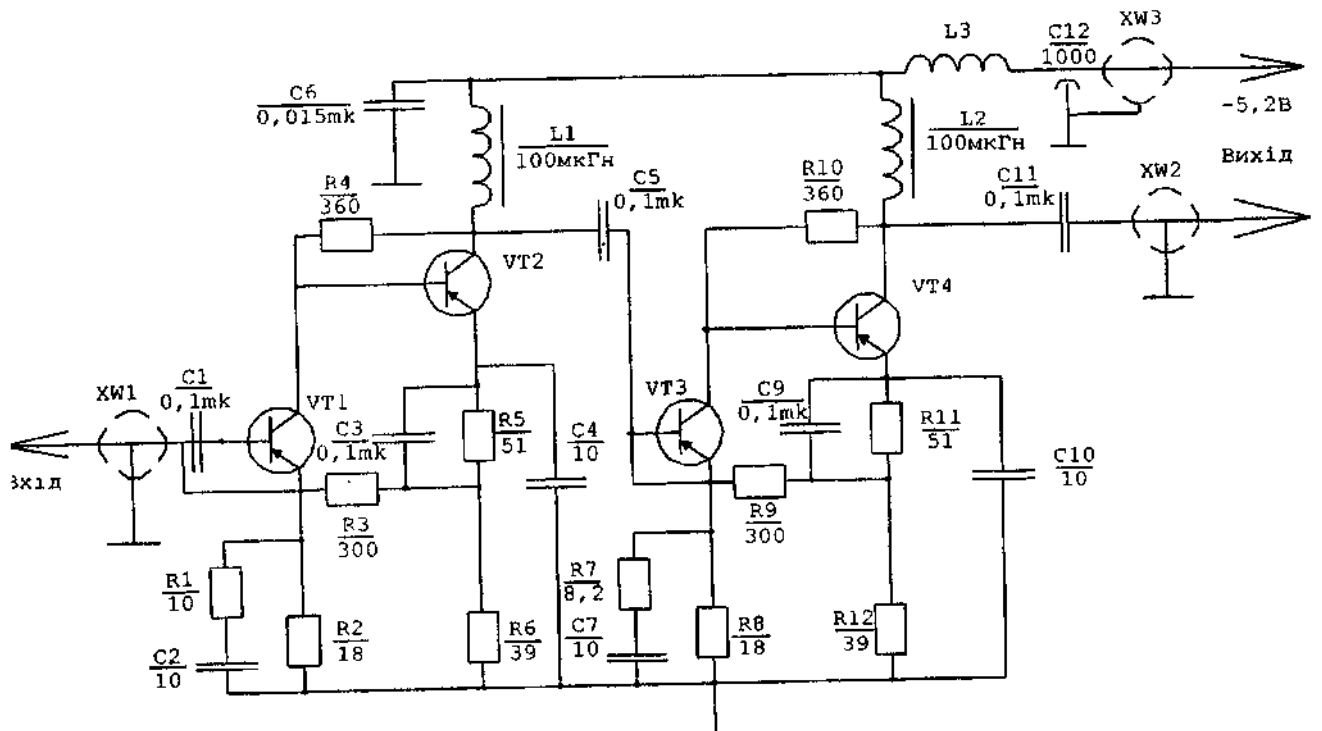 L3
C12
1000
XW3
-5,2В
C6
0,015mk
L1
100мкГн
L2
100мкГн
Вихід
R4
360
C5
0,1mk
R10
360
C11
0,1mk
XW2
VT2
VT4
XW1
C1
0,1mk
VT1
C3
0,1mk
R5
51
C4
10
VT3
C9
0,1mk
R11
51
C10
10
Вхід
R3
300
R9
300
R1
10
R2
18
R6
39
R7
8,2
C7
10
R8
18
R12
39
C2
10